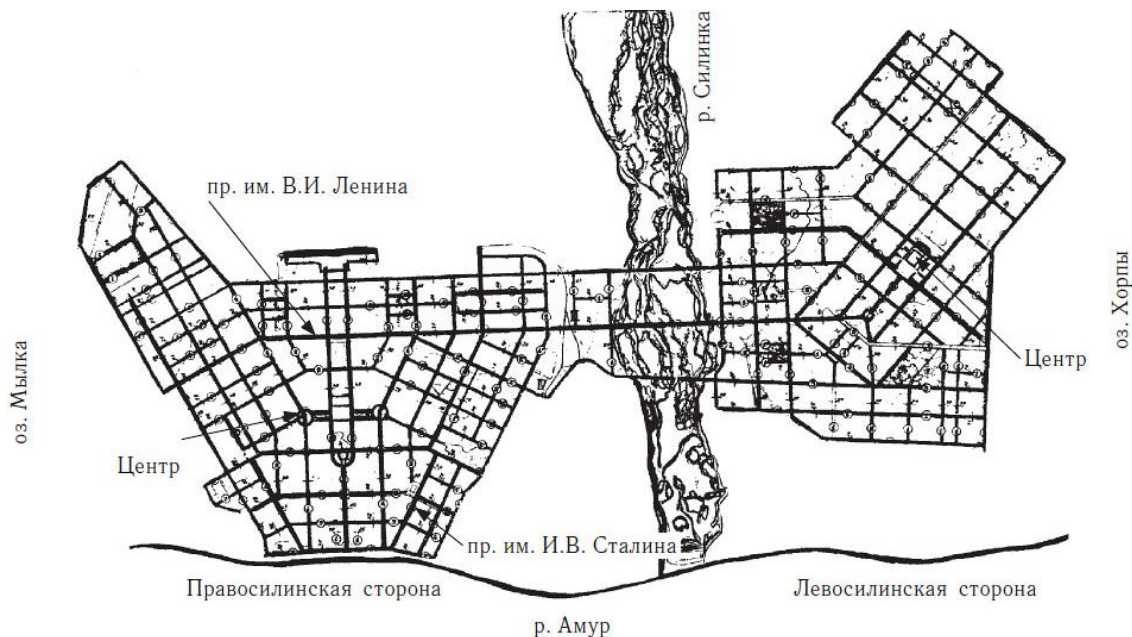 р. Силинка
пр. им. В.И. Ленина
оз. Мылка
оз. Хорпы
Центр
Центр
пр. им. И.В. Сталина
Правосилинская сторона
Левосилинская сторона
р. Амур